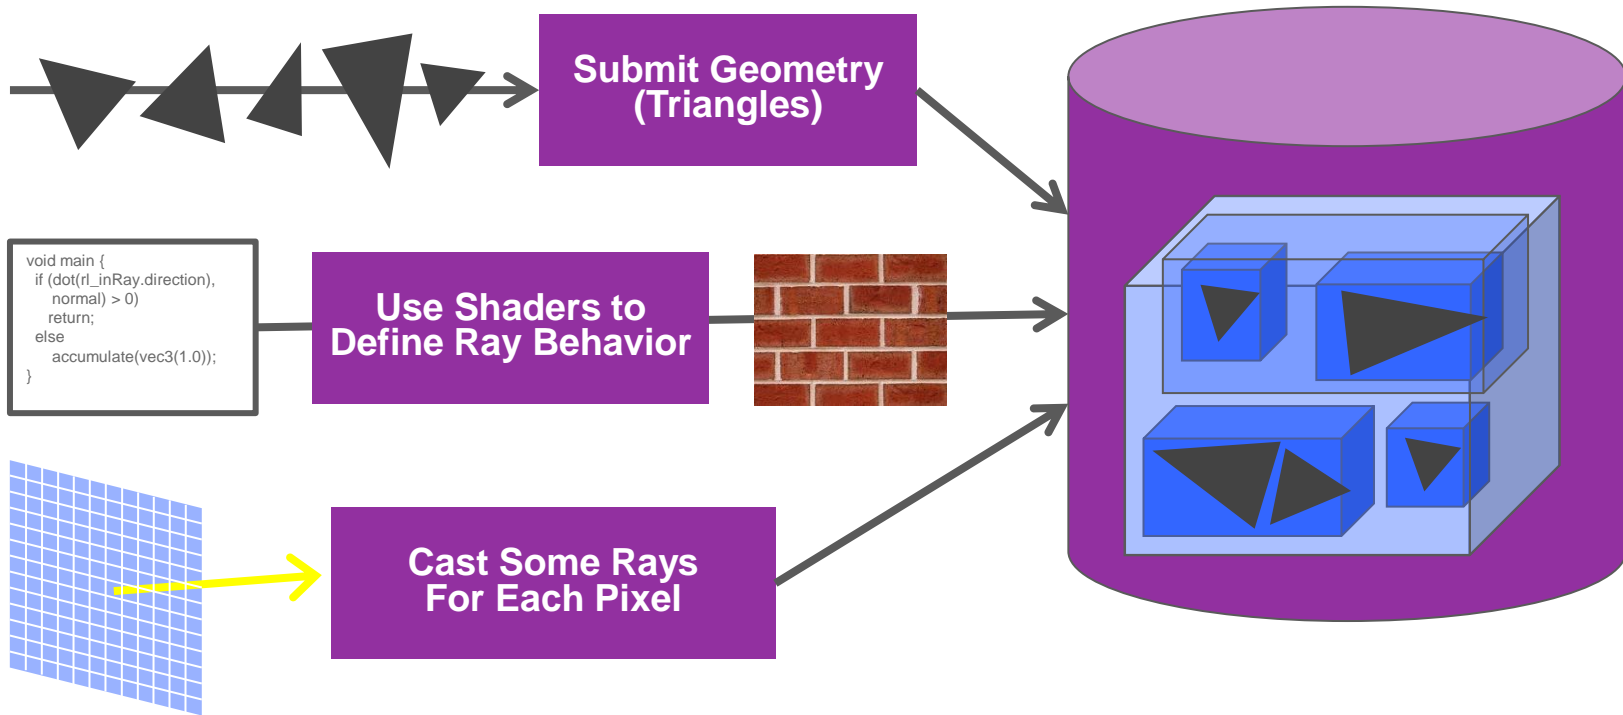 Submit Geometry
(Triangles)
void main {
if (dot(rl_inRay.direction),
normal) > 0)
return;
else
accumulate(vec3(1.0));
}
Use Shaders to
Define Ray Behavior
Cast Some Rays
For Each Pixel